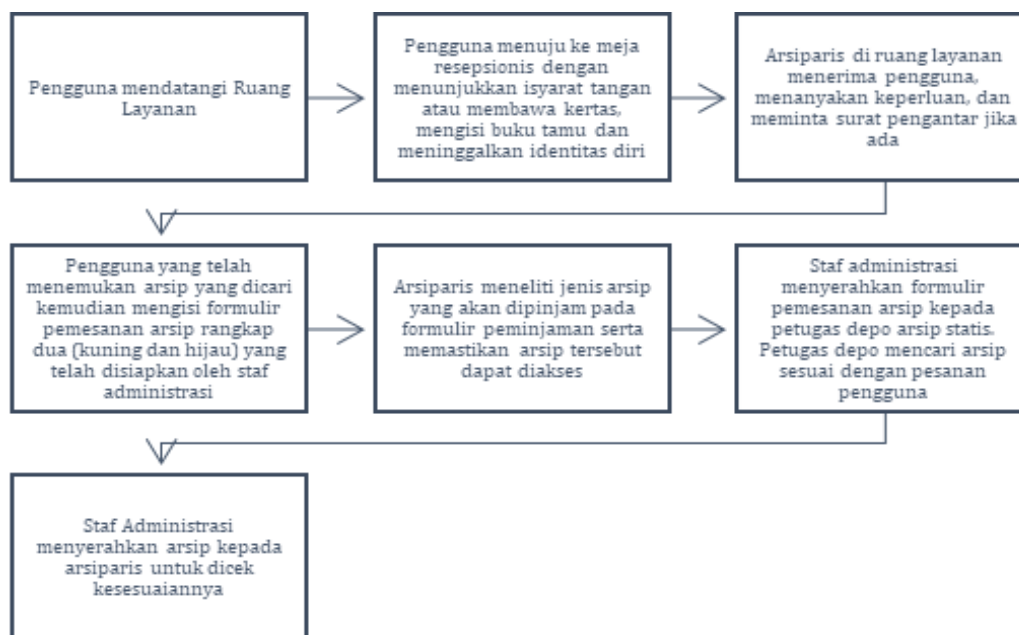 Pengguna mendatangi Ruang
Layanan
Pengguna menuju ke meja
resepsionis dengan
menunjukkan isyarat tangan
atau membawa kertas,
mengisi buku tamu dan
meninggalkan identitas diri
Arsiparis di ruang layanan
menerima pengguna,
menanyakan keperluan, dan
meminta surat pengantar jika
ada
Pengguna yang telah
menemukan arsip yang dicari
kemudian mengisi formulir
pemesanan arsip rangkap
dua (kuning dan hijau) yang
telah disiapkan oleh staf
administrasi
Arsiparis meneliti jenis arsip
yang akan dipinjam pada
formulir peminjaman serta
memastikan arsip tersebut
dapat diakses
Staf administrasi
menyerahkan formulir
pemesanan arsip kepada
petugas depo arsip statis.
Petugas depo mencari arsip
sesuai dengan pesanan
pengguna
Staf Administrasi
menyerahkan arsip kepada
arsiparis untuk dicek
kesesuaiannya